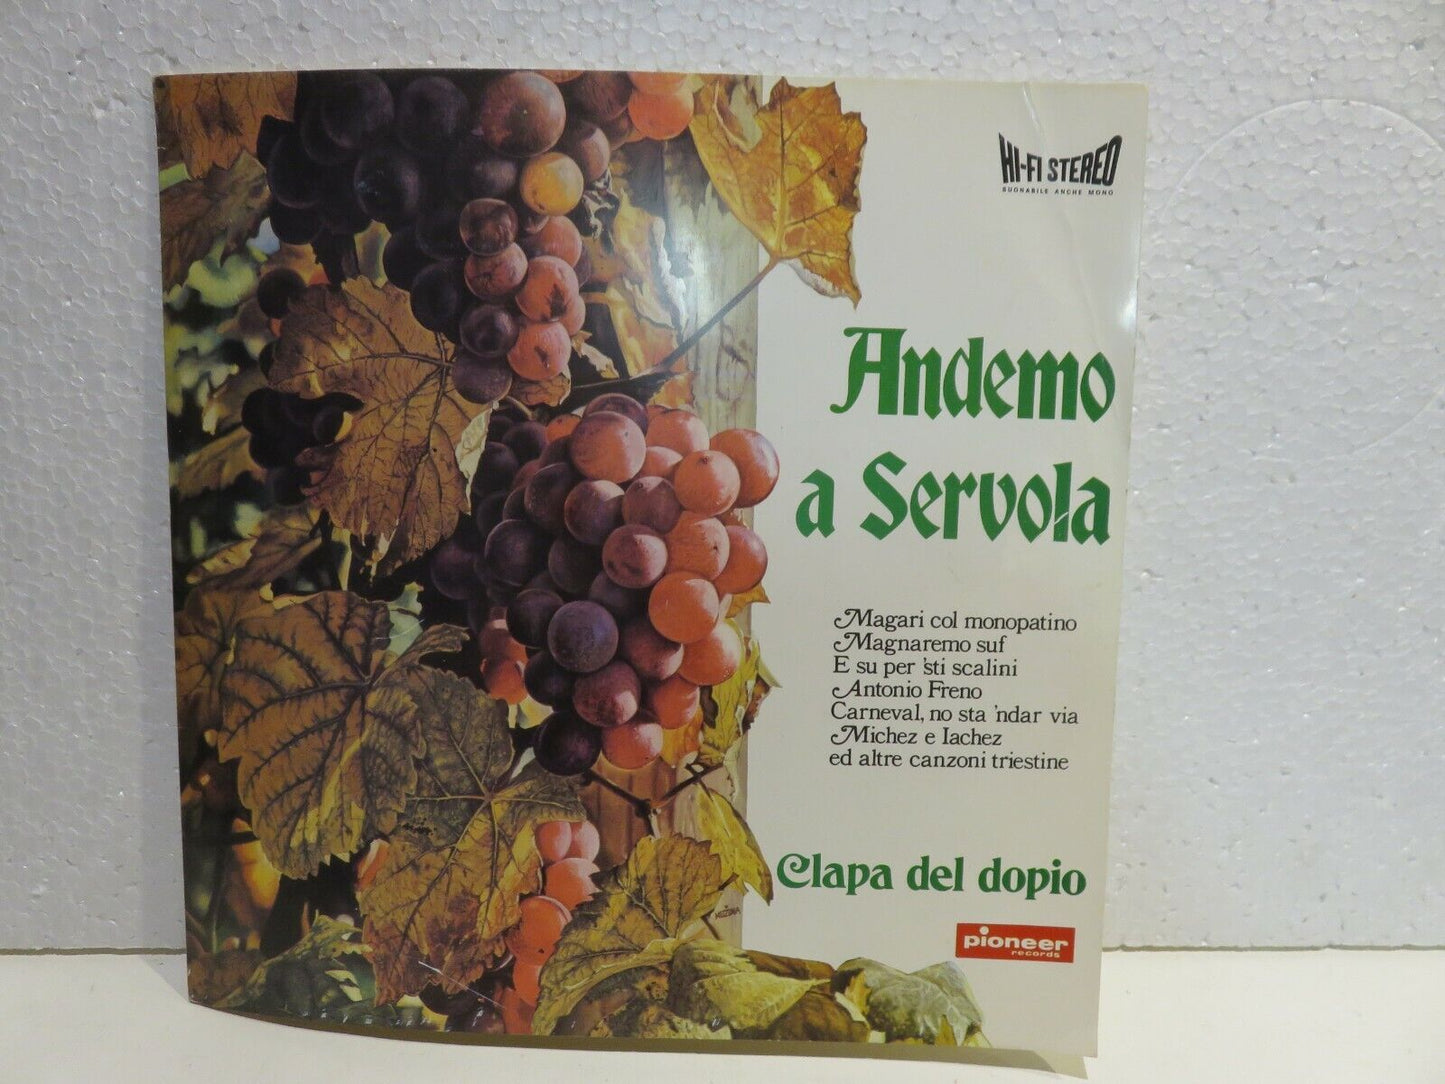 HI-FI STEREO
SUONABILE ANCHE MONO
Andemo
a Servola
Magari col monopatino
Magnaremo suf
E su per 'sti scalini
Antonio Freno
Carneval, no sta 'ndar via
Michez e Iachez
ed altre canzoni triestine
Clapa del dopio
pioneer
records